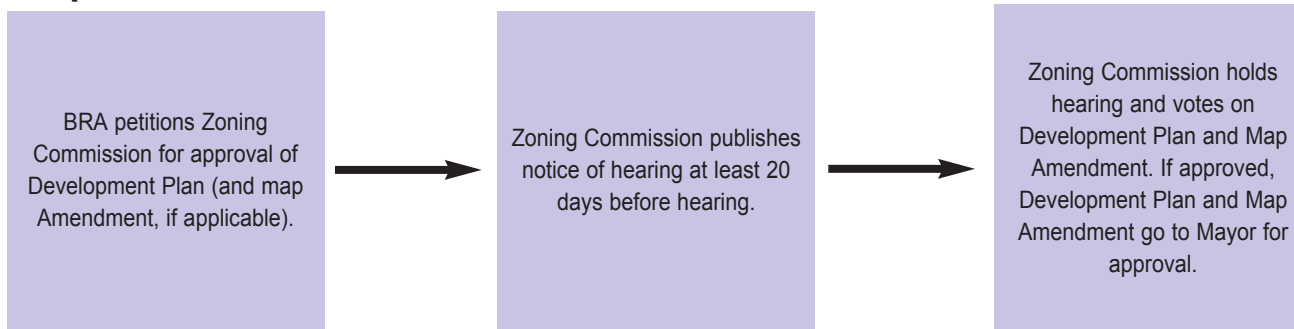 BRA petitions Zoning
Commission for approval of
Development Plan (and map
Amendment, if applicable).
Zoning Commission publishes
notice of hearing at least 20
days before hearing.
Zoning Commission holds
hearing and votes on
Development Plan and Map
Amendment. If approved,
Development Plan and Map
Amendment go to Mayor for
approval.